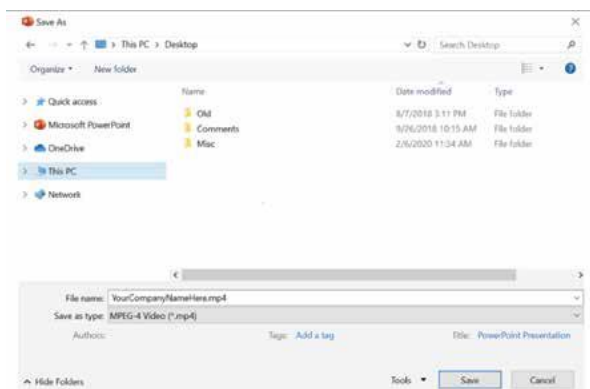 Save As
This PC > Desktop
Search Desktop
Organize
New folder
Name
Date modified
Type
Quick access
Old
8/7/2018 3:11 PM
File folder
Microsoft PowerPoint
Comments
9/26/2018 10:15 AM
File folder
OneDrive
Misc
2/6/2020 11:34 AM
File folder
This PC
Network
File name: YourCompanyNameHere.mp4
Save as type: MPEG-4 Video (*.mp4)
Authors:
Tags: Add a tag
Title: PowerPoint Presentation
Hide Folders
Tools
Save
Cancel